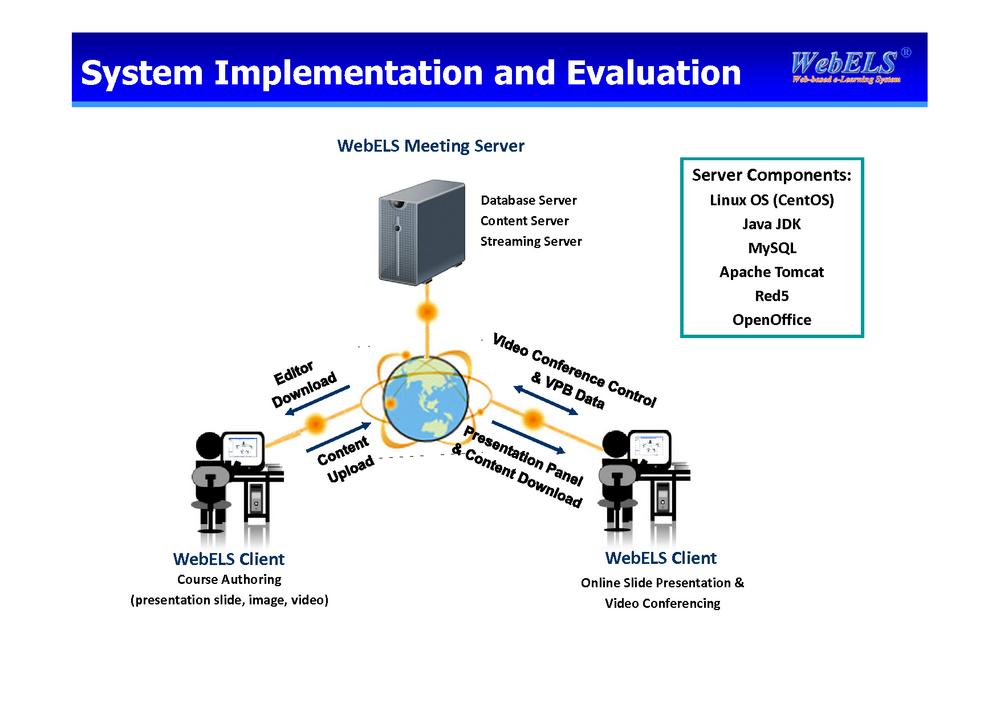 System Implementation and Evaluation
WebELS®
Web-based e-Learning System
WebELS Meeting Server
Database Server
Content Server
Streaming Server
Server Components:
Linux OS (CentOS)
Java JDK
MySQL
Apache Tomcat
Red5
OpenOffice
Editor
Download
Content
Upload
Video Conference Control
& VPB Data
Presentation Panel
& Content Download
WebELS Client
Course Authoring
(presentation slide, image, video)
WebELS Client
Online Slide Presentation &
Video Conferencing